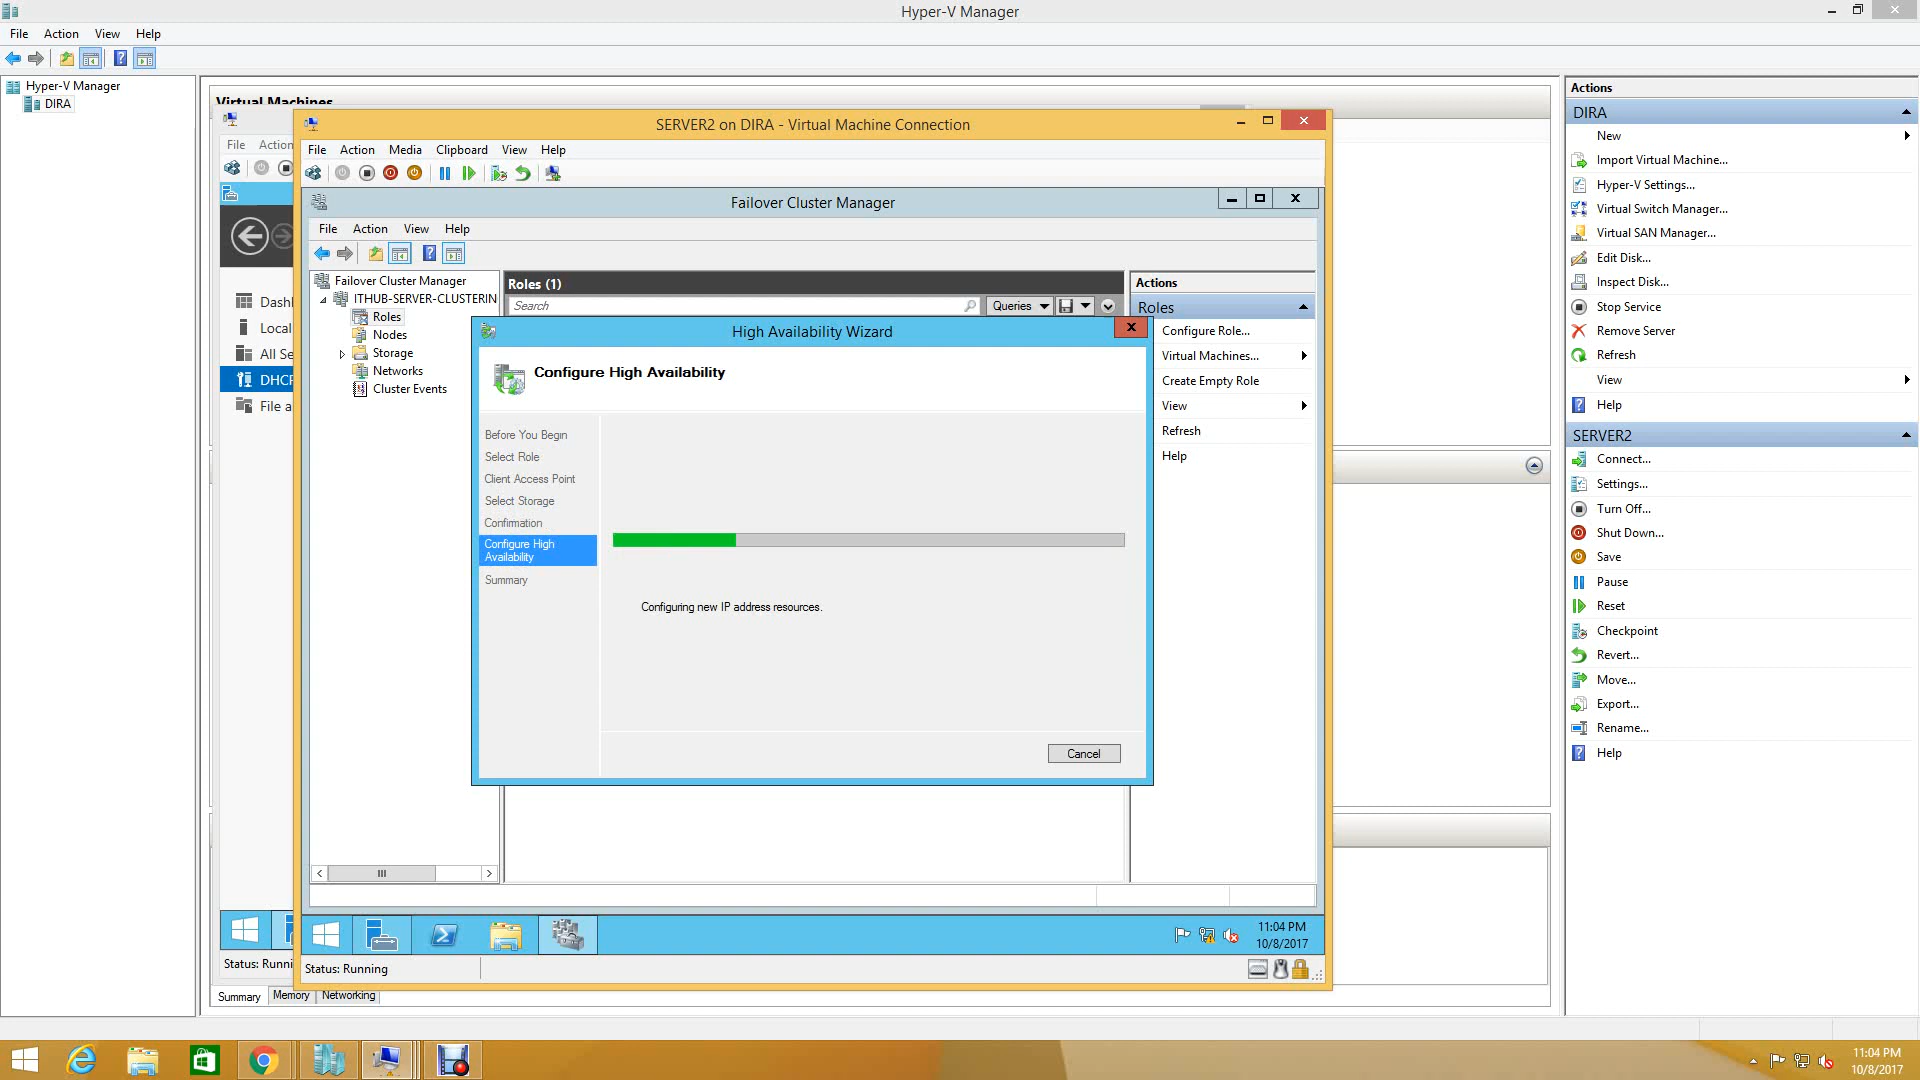 Hyper-V Manager
File Action View Help
Hyper-V Manager
DIRA
Virtual Machines
File Action
Dashl
Local
All Se
DHCP
File a
Status: Runni
Summary Memory Networking
SERVER2 on DIRA - Virtual Machine Connection
File Action Media Clipboard View Help
Failover Cluster Manager
File Action View Help
Failover Cluster Manager
ITHUB-SERVER-CLUSTERIN
Roles
Nodes
Storage
Networks
Cluster Events
Roles (1)
Search
Queries
Actions
Roles
Configure Role...
Virtual Machines...
Create Empty Role
View
Refresh
Help
High Availability Wizard
Configure High Availability
Before You Begin
Select Role
Client Access Point
Select Storage
Confirmation
Configure High
Availability
Summary
Configuring new IP address resources.
Cancel
11:04 PM
10/8/2017
Status: Running
Actions
DIRA
New
Import Virtual Machine...
Hyper-V Settings...
Virtual Switch Manager...
Virtual SAN Manager...
Edit Disk...
Inspect Disk...
Stop Service
Remove Server
Refresh
View
Help
SERVER2
Connect...
Settings...
Turn Off...
Shut Down...
Save
Pause
Reset
Checkpoint
Revert...
Move...
Export...
Rename...
Help
11:04 PM
10/8/2017